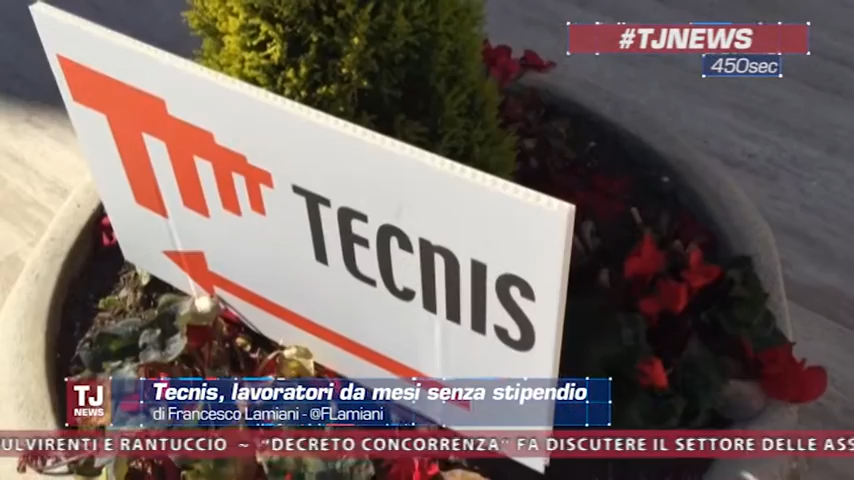 #TJNEWS
450sec
TECNIS
TJ
NEWS
Tecnis, lavoratori da mesi senza stipendio
di Francesco Lamiani - @FLamiani
ULVIRENTI E RANTUCCIO ~ "DECRETO CONCORRENZA" FA DISCUTERE IL SETTORE DELLE ASS